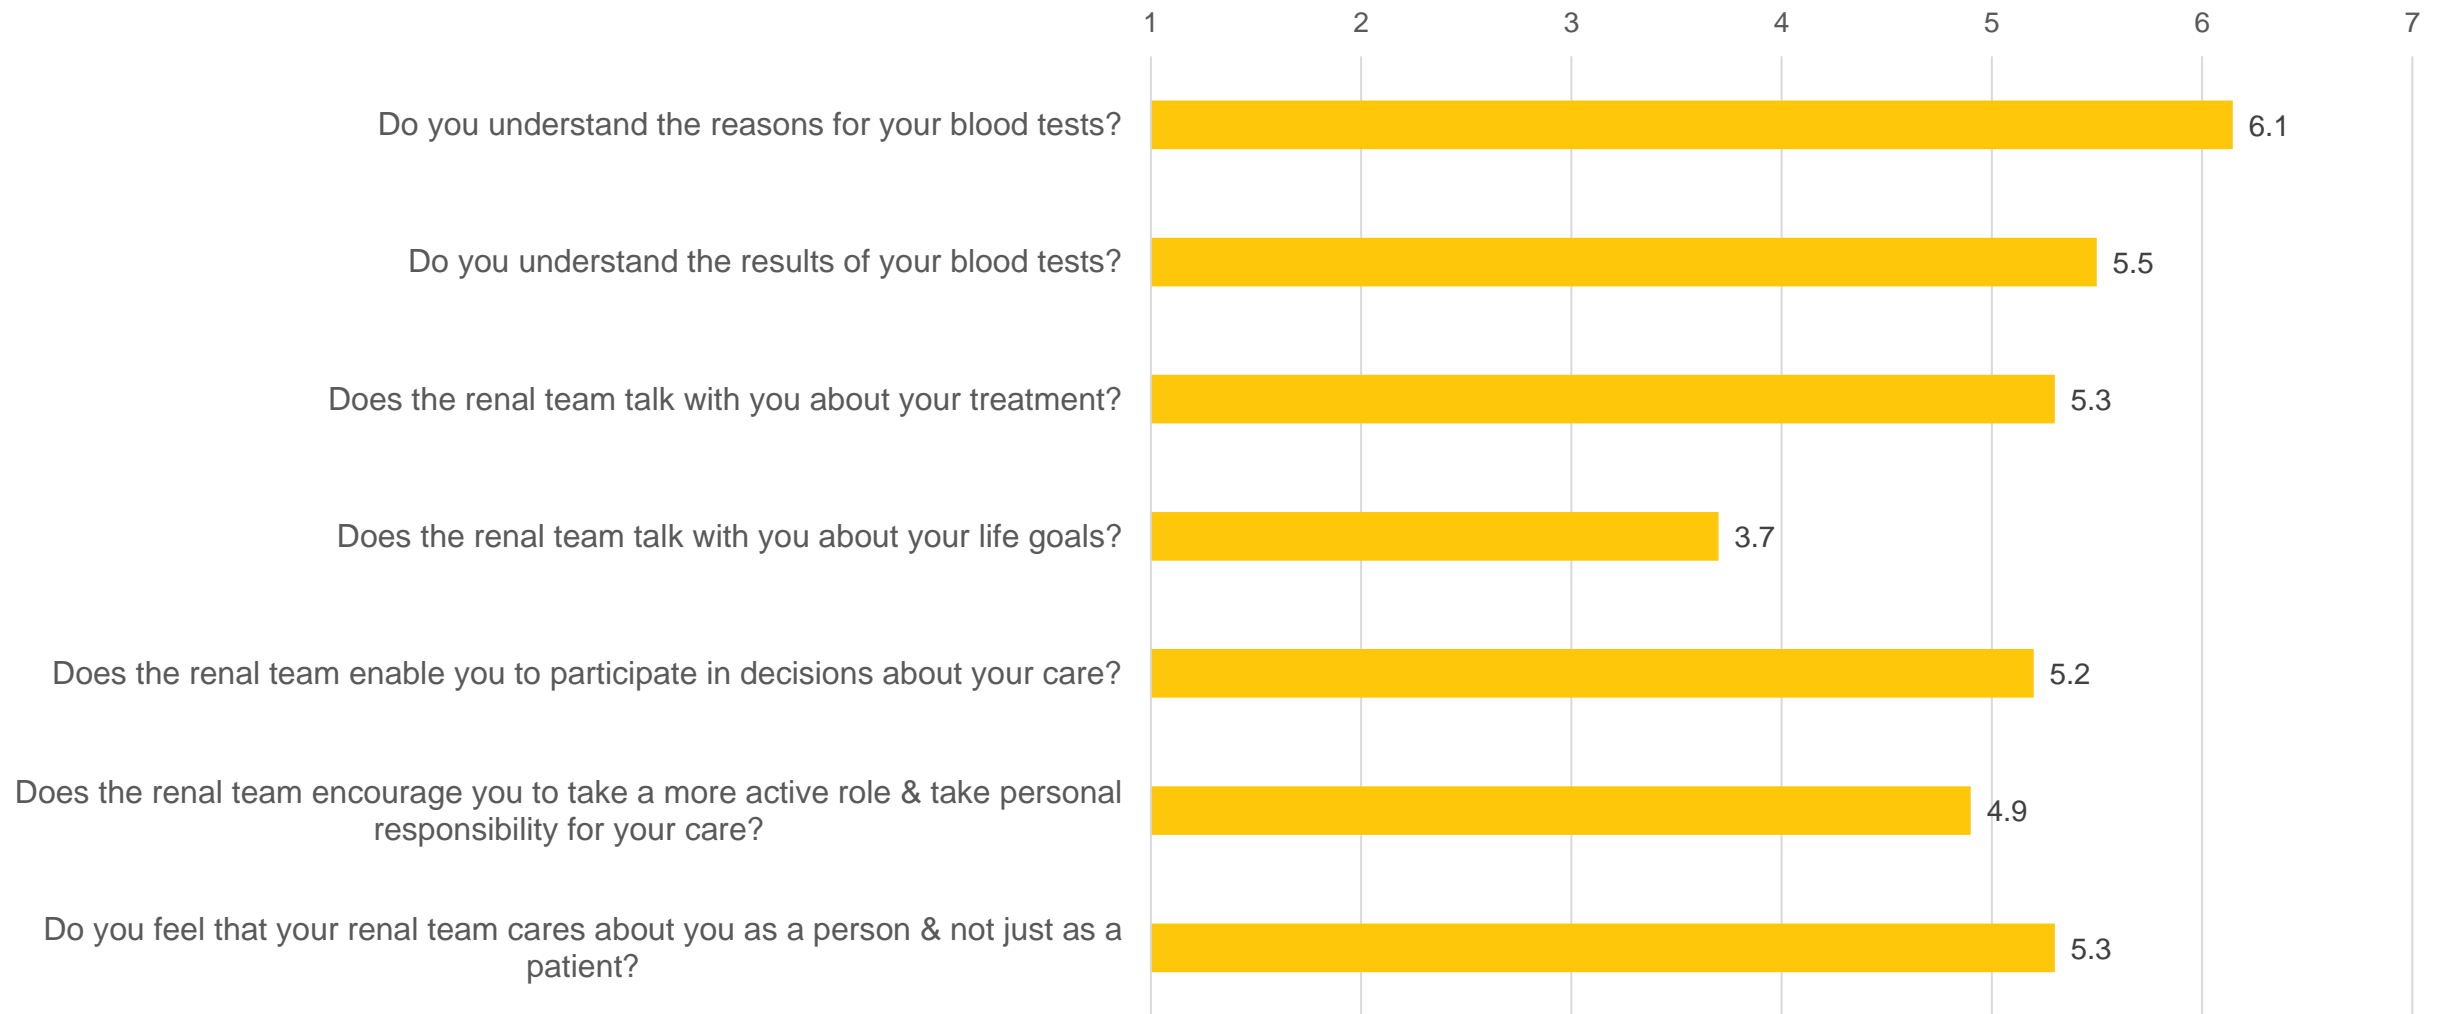 1 2 3 4 5 6 7
Do you understand the reasons for your blood tests? 6.1
Do you understand the results of your blood tests? 5.5
Does the renal team talk with you about your treatment? 5.3
Does the renal team talk with you about your life goals? 3.7
Does the renal team enable you to participate in decisions about your care? 5.2
Does the renal team encourage you to take a more active role & take personal
responsibility for your care? 4.9
Do you feel that your renal team cares about you as a person & not just as a
patient? 5.3